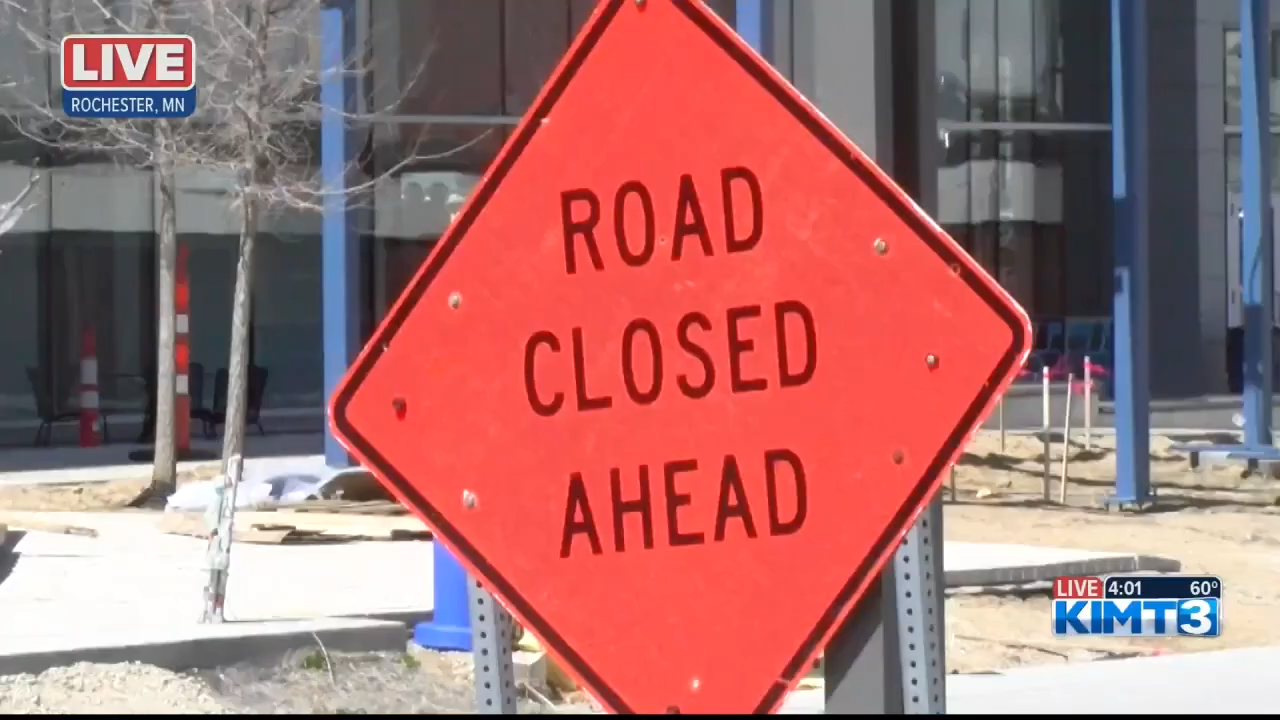 LIVE
ROCHESTER, MN
ROAD
CLOSED
AHEAD
LIVE 4:01 60°
KIMT3